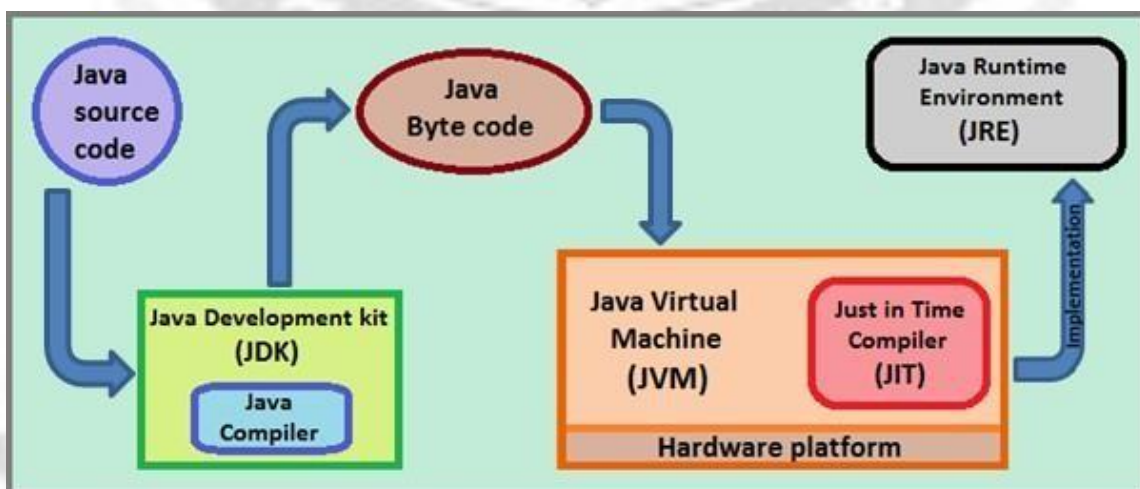 Java
source
code
Java
Byte code
Java Runtime
Environment
(JRE)
Java Development kit
(JDK)
Java
Compiler
Java Virtual
Machine
(JVM)
Just in Time
Compiler
(JIT)
Hardware platform
Implementation